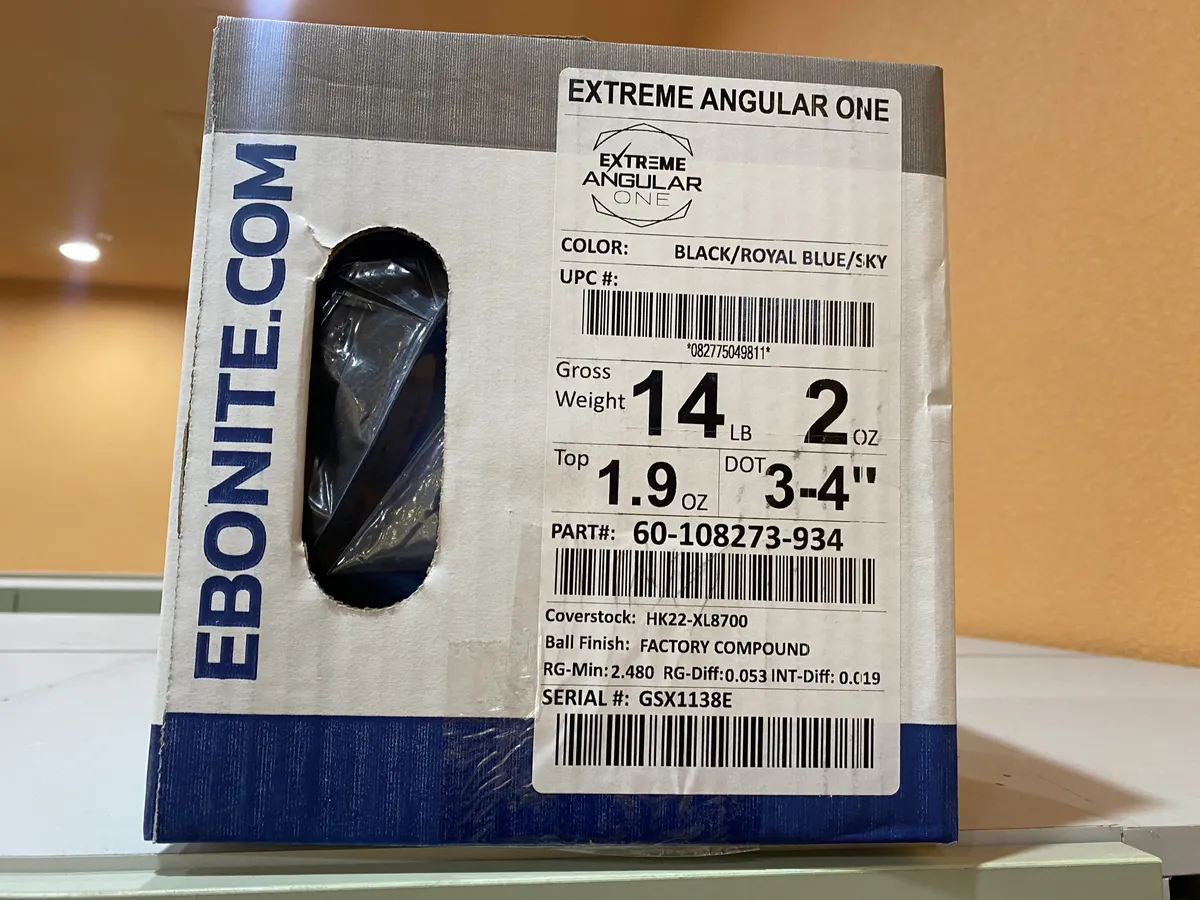 EBONITE.COM
EXTREME ANGULAR ONE
EXTREME
ANGULAR
ONE
COLOR: BLACK/ROYAL BLUE/SKY
UPC #:
*082775049811*
Gross Weight 14 LB 2 OZ
Top 1.9 OZ DOT 3-4"
PART#: 60-108273-934
Coverstock: HK22-XL8700
Ball Finish: FACTORY COMPOUND
RG-Min: 2.480 RG-Diff: 0.053 INT-Diff: 0.019
SERIAL #: GSX1138E